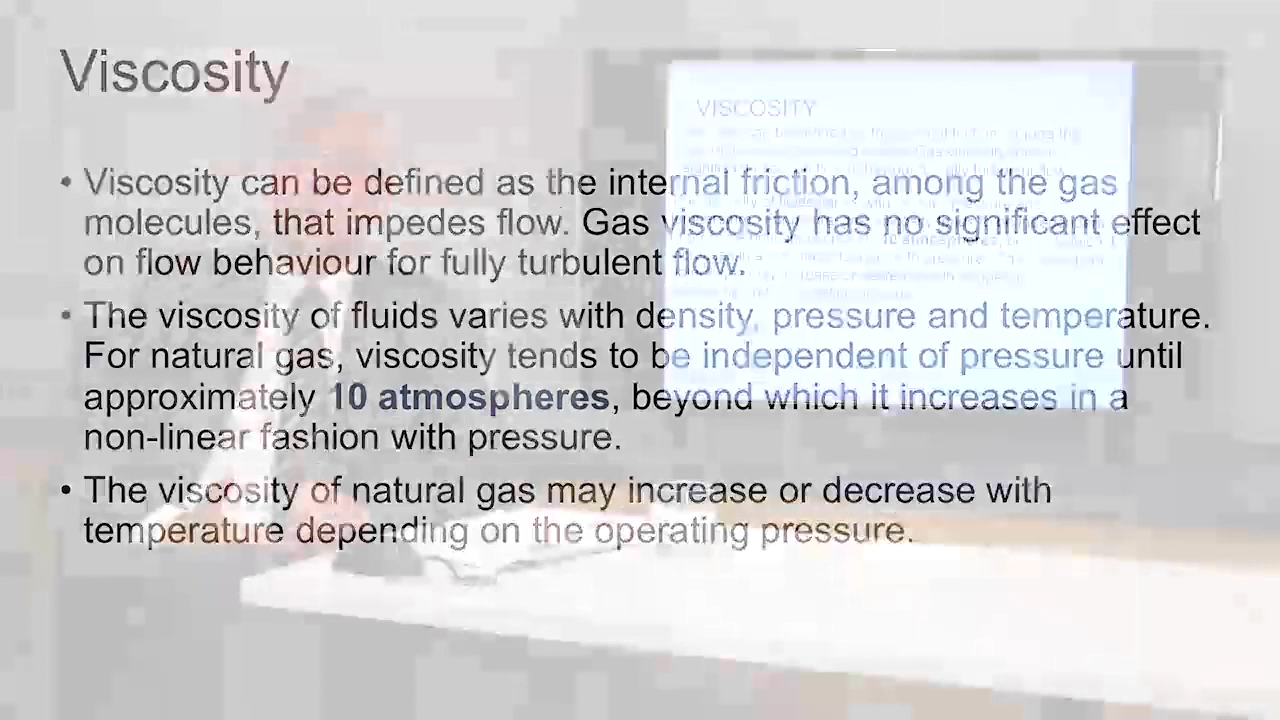 Viscosity
• Viscosity can be defined as the internal friction, among the gas
molecules, that impedes flow. Gas viscosity has no significant effect
on flow behaviour for fully turbulent flow.
• The viscosity of fluids varies with density, pressure and temperature.
For natural gas, viscosity tends to be independent of pressure until
approximately 10 atmospheres, beyond which it increases in a
non-linear fashion with pressure.
• The viscosity of natural gas may increase or decrease with
temperature depending on the operating pressure.
VISCOSITY
10 atmospheres,